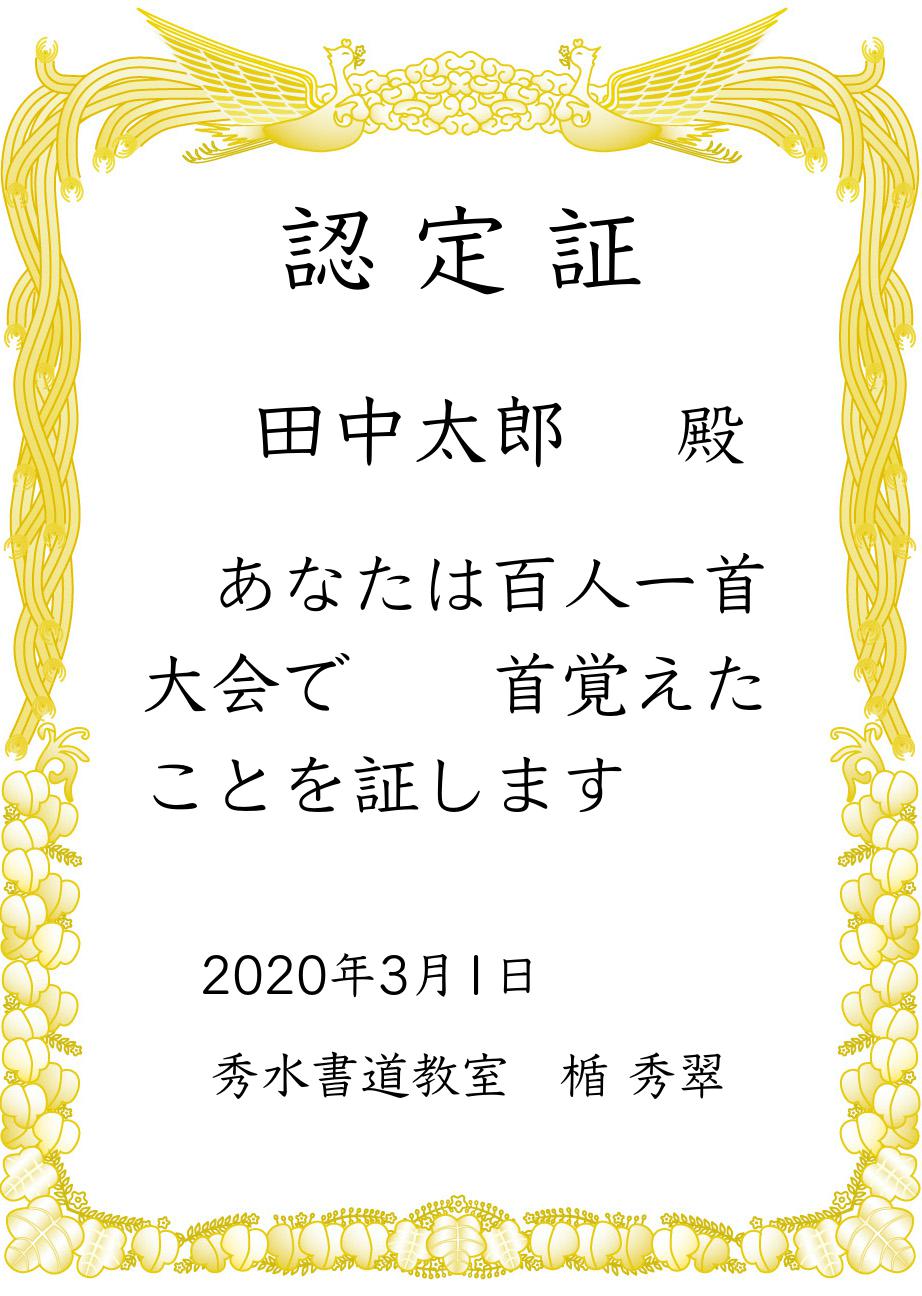 認定証
田中太郎　殿
あなたは百人一首
大会で　　首覚えた
ことを証します
2020年3月1日
秀水書道教室　楯 秀翠